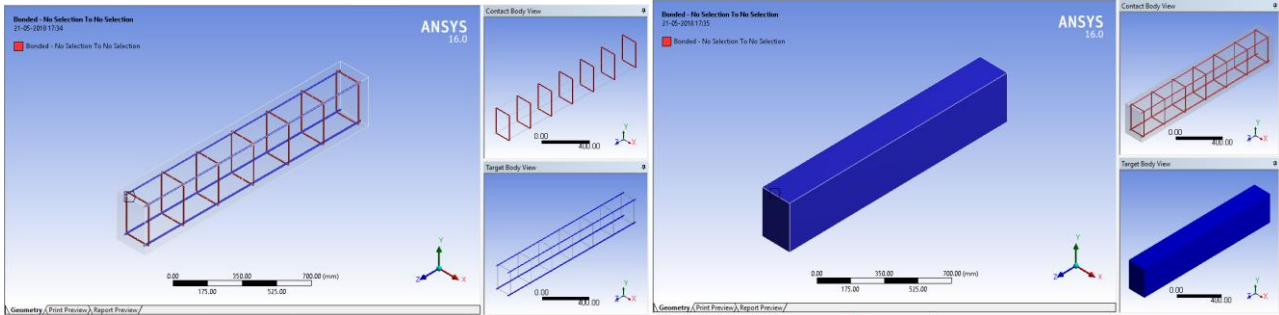 Bonded - No Selection To No Selection
21-05-2018 17:34
Bonded - No Selection To No Selection
ANSYS
16.0
0.00 350.00 700.00 (mm)
175.00 525.00
Geometry Print Preview Report Preview
Contact Body View
0.00
400.00
Y
X
Z
Target Body View
0.00
400.00
Y
X
Z
Y
Z X
Bonded - No Selection To No Selection
21-05-2018 17:35
Bonded - No Selection To No Selection
ANSYS
16.0
0.00 350.00 700.00 (mm)
175.00 525.00
Geometry Print Preview Report Preview
Contact Body View
0.00
400.00
Y
X
Z
Target Body View
0.00
400.00
Y
X
Z
Y
Z X